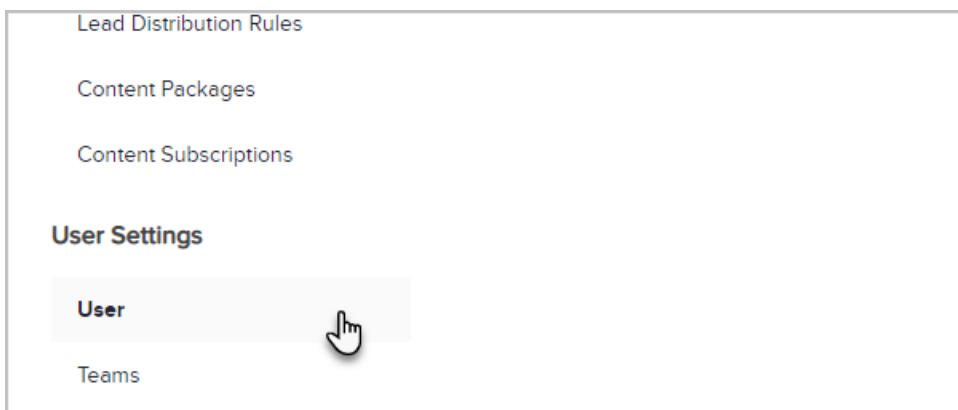 Lead Distribution Rules
Content Packages
Content Subscriptions
User Settings
User
Teams